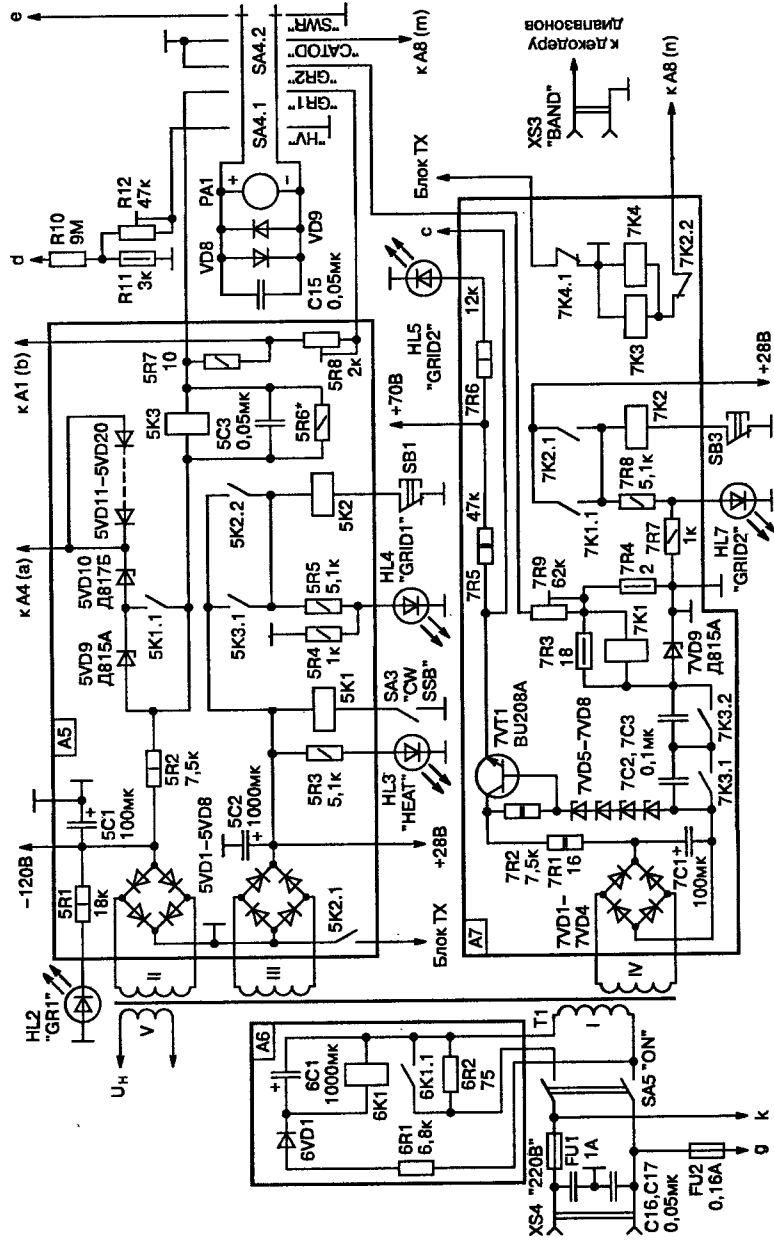 e
"SWR"
SA4.2
"CATOD"
к A8 (m)
"GR2"
"GR1"
SA4.1
"HV"
d
R10
9М
R12
47к
R11
3к
PA1
+
−
VD8
VD9
C15
0,05мк
XS3
"BAND"
к декодеру
диапазонов
Блок TX
к A8 (n)
A5
к A4 (a)
к A1 (b)
HL2
"GR1"
5R1
18к
−120В
5C1
100мк
+
5R2
7,5к
5VD9
Д815А
5VD10
Д817Б
5VD11–5VD20
5K1.1
5K3
5C3
0,05мк
5R6*
5R7
10
5R8
2к
V
Uн
II
III
5VD1–5VD8
5C2
1000мк
+
5K2.1
Блок TX
+28В
5R3
5,1к
HL3
"HEAT"
5K1
SA3
"CW
SSB"
5R4
1к
5R5
5,1к
5K3.1
5K2.2
HL4
"GRID1"
5K2
SB1
+70В
A6
6VD1
+
6C1
1000мк
6K1
6K1.1
6R1
6,8к
6R2
75
T1
I
SA5 "ON"
XS4
"220В"
FU1
1А
C16,C17
0,05мк
FU2
0,16А
k
g
A7
IV
7VD1–
7VD4
7R1
16
7R2
7,5к
7C1
+
100мк
7VT1
BU208A
7VD5–7VD8
7C2, 7C3
0,1мк
7K3.1
7K3.2
7R5
47к
7R6
12к
HL5
"GRID2"
c
7R9
62к
7R3
18
7K1
7R4
2
7VD9
Д815А
7R7
1к
7R8
5,1к
7K1.1
7K2.1
7K2
HL7
"GRID2"
SB3
+28В
7K4.1
7K3
7K4
7K2.2